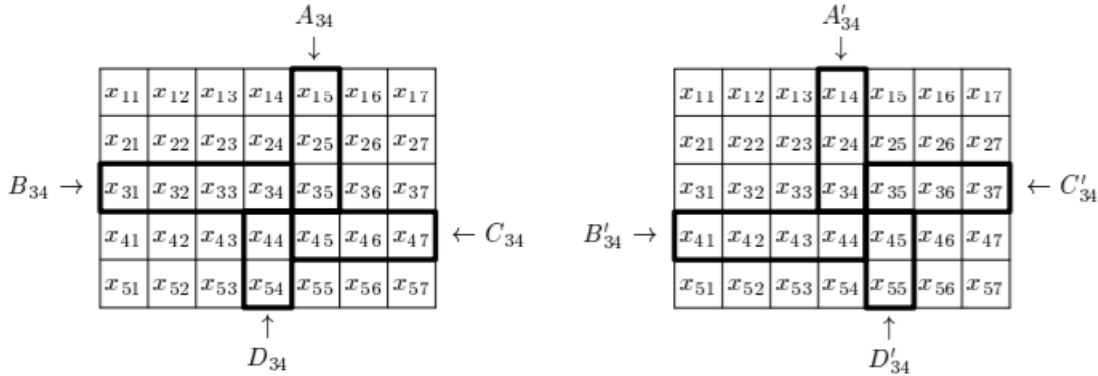 A₃₄ A′₃₄
↓ ↓
x₁₁ x₁₂ x₁₃ x₁₄ x₁₅ x₁₆ x₁₇ x₁₁ x₁₂ x₁₃ x₁₄ x₁₅ x₁₆ x₁₇
x₂₁ x₂₂ x₂₃ x₂₄ x₂₅ x₂₆ x₂₇ x₂₁ x₂₂ x₂₃ x₂₄ x₂₅ x₂₆ x₂₇
B₃₄ → x₃₁ x₃₂ x₃₃ x₃₄ x₃₅ x₃₆ x₃₇ x₃₁ x₃₂ x₃₃ x₃₄ x₃₅ x₃₆ x₃₇ ← C″₃₄
x₄₁ x₄₂ x₄₃ x₄₄ x₄₅ x₄₆ x₄₇ ← C₃₄ B′₃₄ → x₄₁ x₄₂ x₄₃ x₄₄ x₄₅ x₄₆ x₄₇
x₅₁ x₅₂ x₅₃ x₅₄ x₅₅ x₅₆ x₅₇ x₅₁ x₅₂ x₅₃ x₅₄ x₅₅ x₅₆ x₅₇
↑ ↑
D₃₄ D′₃₄